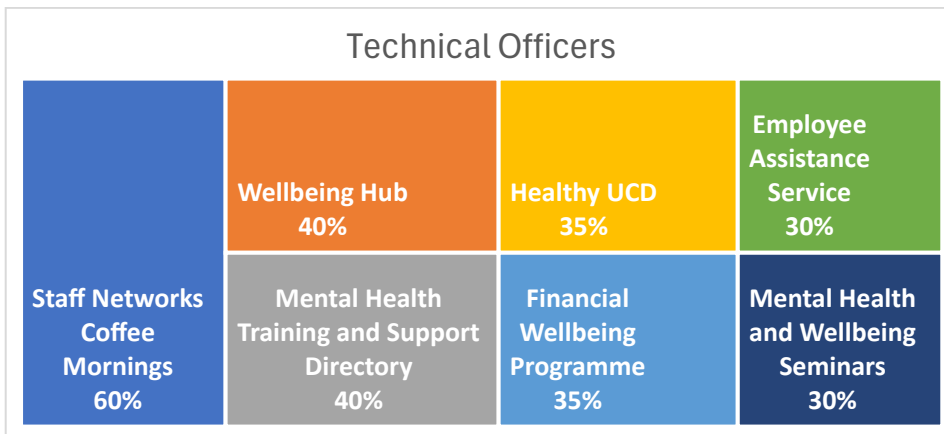 Technical Officers
Staff Networks
Coffee
Mornings
60%
Wellbeing Hub
40%
Mental Health
Training and Support
Directory
40%
Healthy UCD
35%
Financial
Wellbeing
Programme
35%
Employee
Assistance
Service
30%
Mental Health
and Wellbeing
Seminars
30%